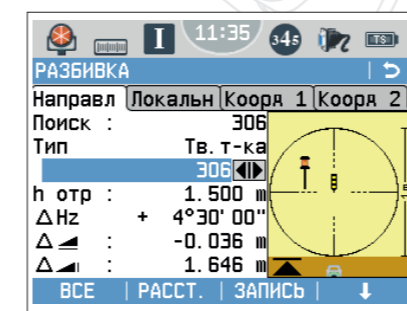 I 11:35 345 TS
РАЗБИВКА
Направл Локальн Коорд 1 Коорд 2
Поиск : 306
Тип Тв. т-ка
306
h отр : 1.500 m
ΔHz + 4°30'00"
Δ◢ : -0.036 m
Δ◢ı : 1.646 m
ВСЕ | РАССТ. | ЗАПИСЬ | ↓